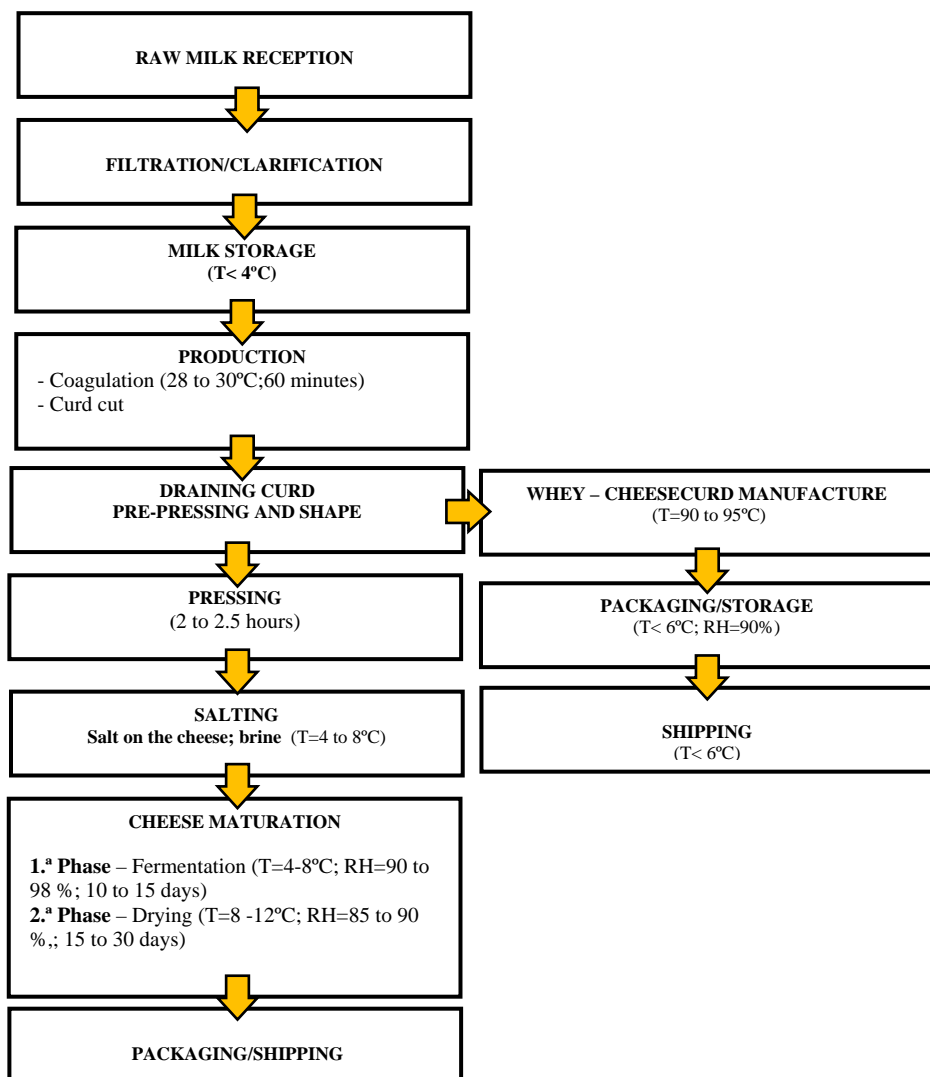 RAW MILK RECEPTION
FILTRATION/CLARIFICATION
MILK STORAGE
(T< 4ºC)
PRODUCTION
- Coagulation (28 to 30ºC;60 minutes)
- Curd cut
DRAINING CURD
PRE-PRESSING AND SHAPE
WHEY – CHEESECURD MANUFACTURE
(T=90 to 95ºC)
PRESSING
(2 to 2.5 hours)
PACKAGING/STORAGE
(T< 6ºC; RH=90%)
SALTING
Salt on the cheese; brine (T=4 to 8ºC)
SHIPPING
(T< 6ºC)
CHEESE MATURATION
1.ª Phase – Fermentation (T=4-8ºC; RH=90 to
98 %; 10 to 15 days)
2.ª Phase – Drying (T=8 -12ºC; RH=85 to 90
%,; 15 to 30 days)
PACKAGING/SHIPPING